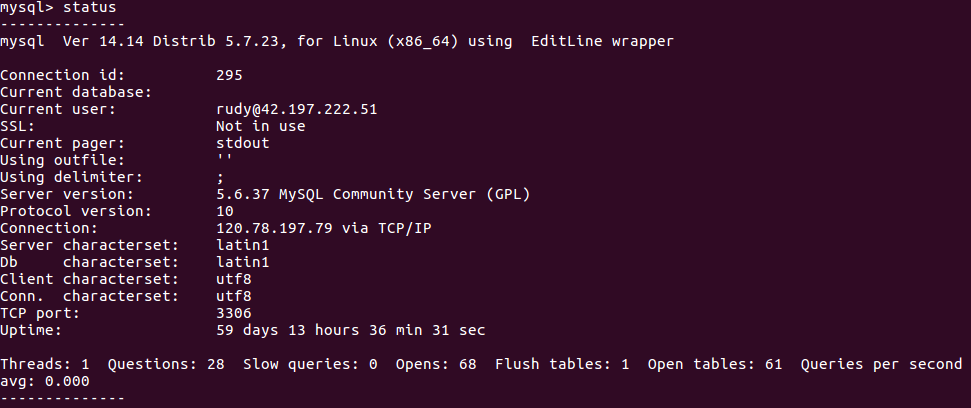 mysql> status
--------------
mysql  Ver 14.14 Distrib 5.7.23, for Linux (x86_64) using  EditLine wrapper

Connection id:          295
Current database:
Current user:           rudy@42.197.222.51
SSL:                    Not in use
Current pager:          stdout
Using outfile:          ''
Using delimiter:        ;
Server version:         5.6.37 MySQL Community Server (GPL)
Protocol version:       10
Connection:             120.78.197.79 via TCP/IP
Server characterset:    latin1
Db     characterset:    latin1
Client characterset:    utf8
Conn.  characterset:    utf8
TCP port:               3306
Uptime:                 59 days 13 hours 36 min 31 sec

Threads: 1  Questions: 28  Slow queries: 0  Opens: 68  Flush tables: 1  Open tables: 61  Queries per second
avg: 0.000
--------------